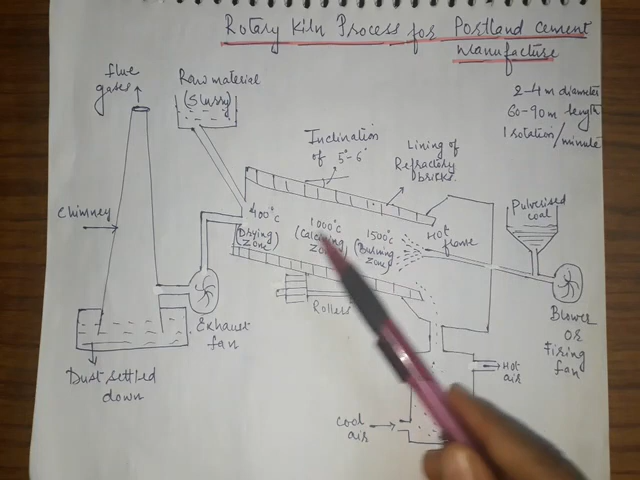 Rotary Kiln Process for Portland cement
manufacture
flue
gases
Raw material
(Slurry)
2-4 m diameter
60-90 m length
1 rotation/minute
Inclination
of 5°-6°
Lining of
Refractory
bricks
chimney
400°C
(Drying
zone)
1000°C
(Calcining
zone)
1500°C
(Burning
zone)
Hot
flame
Pulverised
coal
Exhaust
fan
Rollers
Blower
or
Firing
fan
Dust settled
down
Hot
air
Cool
air